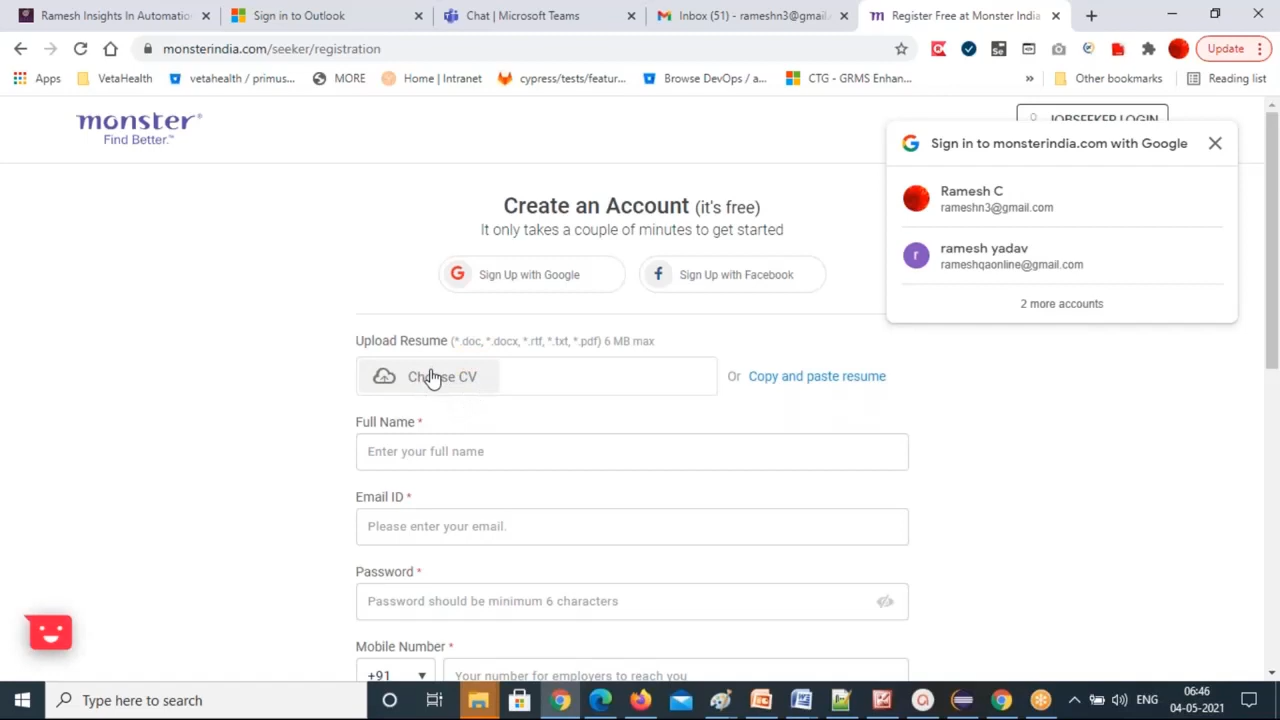 Ramesh Insights In Automatio
Sign in to Outlook
Chat | Microsoft Teams
Inbox (51) - rameshn3@gmail.
Register Free at Monster India
monsterindia.com/seeker/registration
Update
Apps
VetaHealth
vetahealth / primus...
MORE
Home | Intranet
cypress/tests/featur...
Browse DevOps / a...
CTG - GRMS Enhan...
»
Other bookmarks
Reading list
monster®
Find Better.™
JOBSEEKER LOGIN
Sign in to monsterindia.com with Google
Ramesh C
rameshn3@gmail.com
ramesh yadav
rameshqaonline@gmail.com
2 more accounts
Create an Account (it's free)
It only takes a couple of minutes to get started
Sign Up with Google
Sign Up with Facebook
Upload Resume (*.doc, *.docx, *.rtf, *.txt, *.pdf) 6 MB max
Choose CV
Or Copy and paste resume
Full Name *
Enter your full name
Email ID *
Please enter your email.
Password *
Password should be minimum 6 characters
Mobile Number *
+91
Your number for employers to reach you
Type here to search
ENG
06:46
04-05-2021